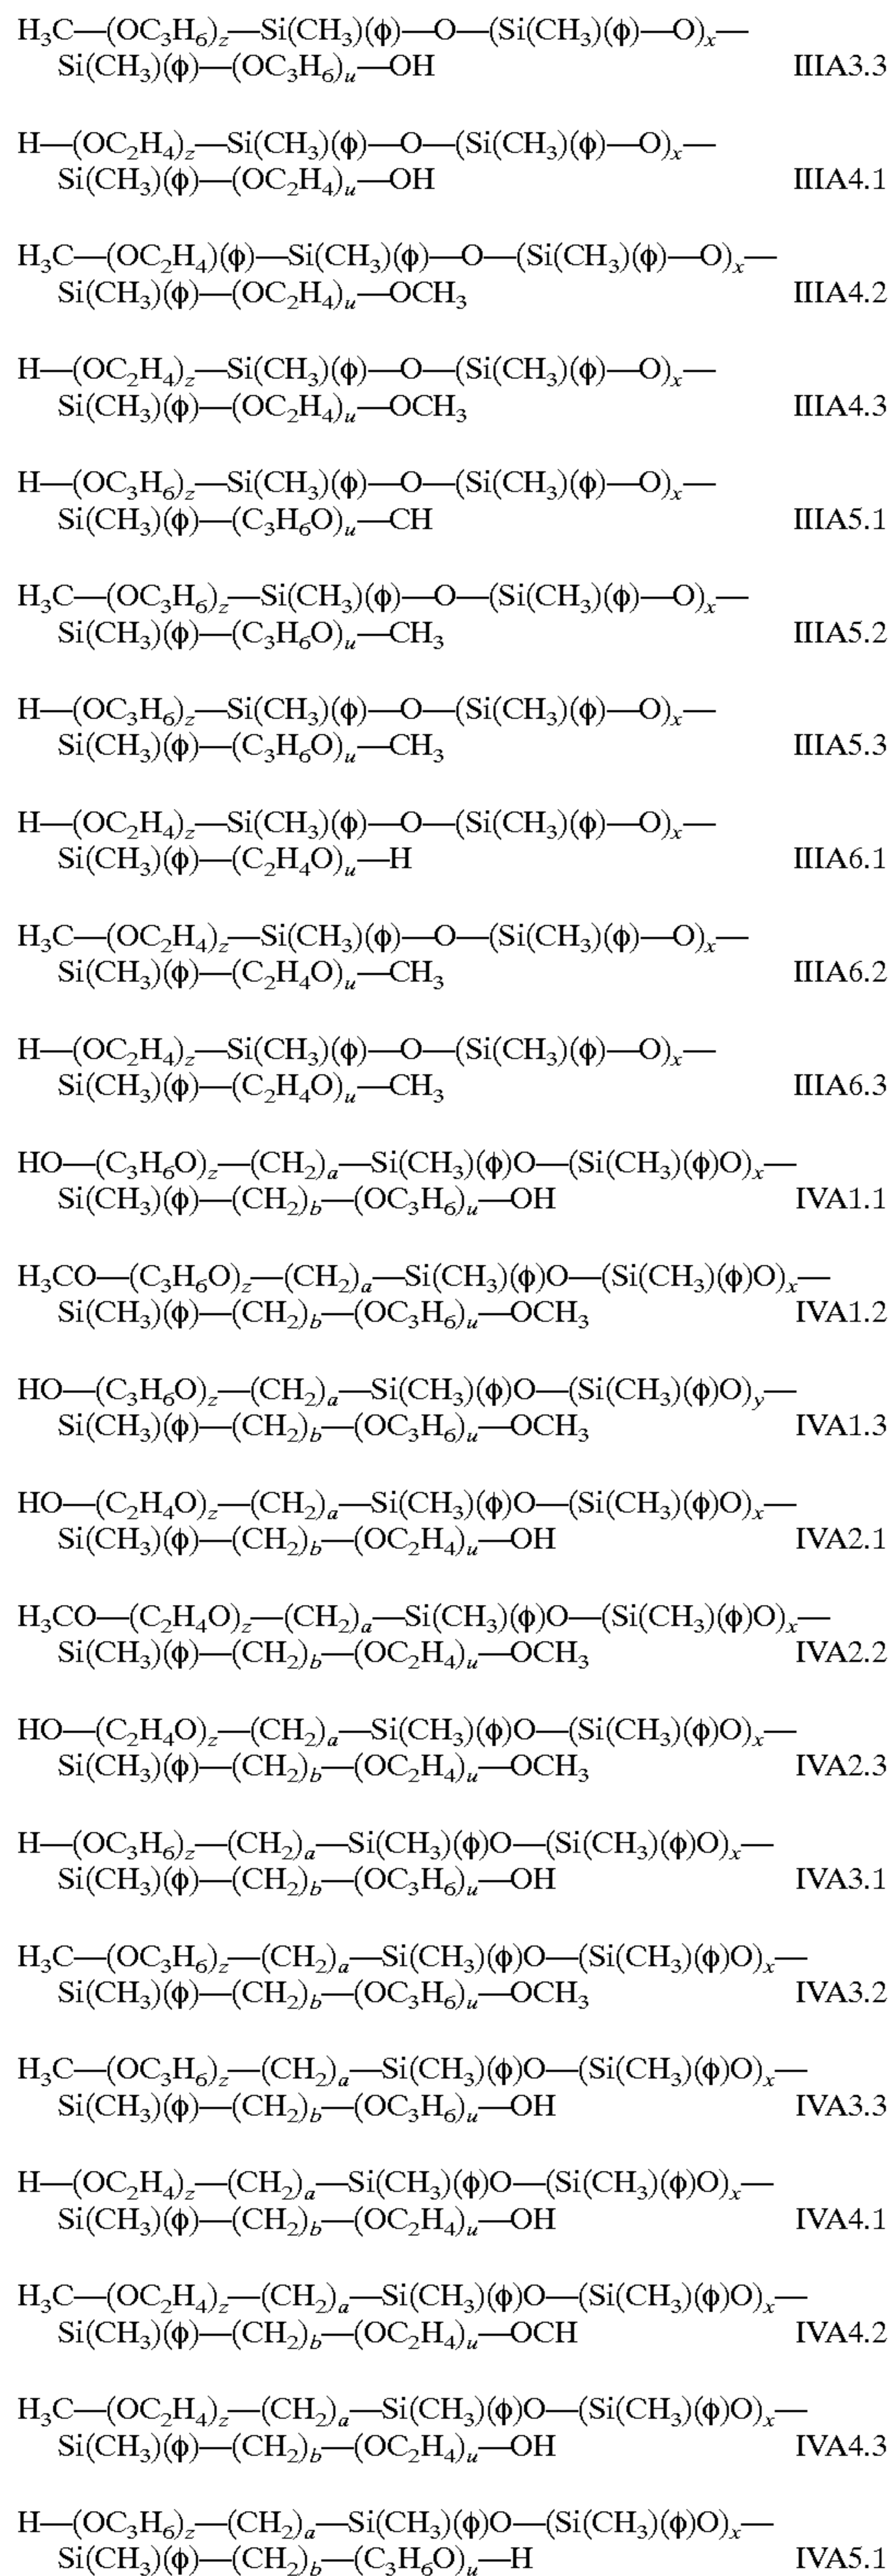 H₃C—(OC₃H₆)z—Si(CH₃)(ϕ)—O—(Si(CH₃)(ϕ)—O)x—
Si(CH₃)(ϕ)—(OC₃H₆)u—OH IIIA3.3
H—(OC₂H₄)z—Si(CH₃)(ϕ)—O—(Si(CH₃)(ϕ)—O)x—
Si(CH₃)(ϕ)—(OC₂H₄)u—OH IIIA4.1
H₃C—(OC₂H₄)(ϕ)—Si(CH₃)(ϕ)—O—(Si(CH₃)(ϕ)—O)x—
Si(CH₃)(ϕ)—(OC₂H₄)u—OCH₃ IIIA4.2
H—(OC₂H₄)z—Si(CH₃)(ϕ)—O—(Si(CH₃)(ϕ)—O)x—
Si(CH₃)(ϕ)—(OC₂H₄)u—OCH₃ IIIA4.3
H—(OC₃H₆)z—Si(CH₃)(ϕ)—O—(Si(CH₃)(ϕ)—O)x—
Si(CH₃)(ϕ)—(C₃H₆O)u—CH IIIA5.1
H₃C—(OC₃H₆)z—Si(CH₃)(ϕ)—O—(Si(CH₃)(ϕ)—O)x—
Si(CH₃)(ϕ)—(C₃H₆O)u—CH₃ IIIA5.2
H—(OC₃H₆)z—Si(CH₃)(ϕ)—O—(Si(CH₃)(ϕ)—O)x—
Si(CH₃)(ϕ)—(C₃H₆O)u—CH₃ IIIA5.3
H—(OC₂H₄)z—Si(CH₃)(ϕ)—O—(Si(CH₃)(ϕ)—O)x—
Si(CH₃)(ϕ)—(C₂H₄O)u—H IIIA6.1
H₃C—(OC₂H₄)z—Si(CH₃)(ϕ)—O—(Si(CH₃)(ϕ)—O)x—
Si(CH₃)(ϕ)—(C₂H₄O)u—CH₃ IIIA6.2
H—(OC₂H₄)z—Si(CH₃)(ϕ)—O—(Si(CH₃)(ϕ)—O)x—
Si(CH₃)(ϕ)—(C₂H₄O)u—CH₃ IIIA6.3
HO—(C₃H₆O)z—(CH₂)a—Si(CH₃)(ϕ)O—(Si(CH₃)(ϕ)O)x—
Si(CH₃)(ϕ)—(CH₂)b—(OC₃H₆)u—OH IVA1.1
H₃CO—(C₃H₆O)z—(CH₂)a—Si(CH₃)(ϕ)O—(Si(CH₃)(ϕ)O)x—
Si(CH₃)(ϕ)—(CH₂)b—(OC₃H₆)u—OCH₃ IVA1.2
HO—(C₃H₆O)z—(CH₂)a—Si(CH₃)(ϕ)O—(Si(CH₃)(ϕ)O)y—
Si(CH₃)(ϕ)—(CH₂)b—(OC₃H₆)u—OCH₃ IVA1.3
HO—(C₂H₄O)z—(CH₂)a—Si(CH₃)(ϕ)O—(Si(CH₃)(ϕ)O)x—
Si(CH₃)(ϕ)—(CH₂)b—(OC₂H₄)u—OH IVA2.1
H₃CO—(C₂H₄O)z—(CH₂)a—Si(CH₃)(ϕ)O—(Si(CH₃)(ϕ)O)x—
Si(CH₃)(ϕ)—(CH₂)b—(OC₂H₄)u—OCH₃ IVA2.2
HO—(C₂H₄O)z—(CH₂)a—Si(CH₃)(ϕ)O—(Si(CH₃)(ϕ)O)x—
Si(CH₃)(ϕ)—(CH₂)b—(OC₂H₄)u—OCH₃ IVA2.3
H—(OC₃H₆)z—(CH₂)a—Si(CH₃)(ϕ)O—(Si(CH₃)(ϕ)O)x—
Si(CH₃)(ϕ)—(CH₂)b—(OC₃H₆)u—OH IVA3.1
H₃C—(OC₃H₆)z—(CH₂)a—Si(CH₃)(ϕ)O—(Si(CH₃)(ϕ)O)x—
Si(CH₃)(ϕ)—(CH₂)b—(OC₃H₆)u—OCH₃ IVA3.2
H₃C—(OC₃H₆)z—(CH₂)a—Si(CH₃)(ϕ)O—(Si(CH₃)(ϕ)O)x—
Si(CH₃)(ϕ)—(CH₂)b—(OC₃H₆)u—OH IVA3.3
H—(OC₂H₄)z—(CH₂)a—Si(CH₃)(ϕ)O—(Si(CH₃)(ϕ)O)x—
Si(CH₃)(ϕ)—(CH₂)b—(OC₂H₄)u—OH IVA4.1
H₃C—(OC₂H₄)z—(CH₂)a—Si(CH₃)(ϕ)O—(Si(CH₃)(ϕ)O)x—
Si(CH₃)(ϕ)—(CH₂)b—(OC₂H₄)u—OCH IVA4.2
H₃C—(OC₂H₄)z—(CH₂)a—Si(CH₃)(ϕ)O—(Si(CH₃)(ϕ)O)x—
Si(CH₃)(ϕ)—(CH₂)b—(OC₂H₄)u—OH IVA4.3
H—(OC₃H₆)z—(CH₂)a—Si(CH₃)(ϕ)O—(Si(CH₃)(ϕ)O)x—
Si(CH₃)(ϕ)—(CH₂)b—(C₃H₆O)u—H IVA5.1